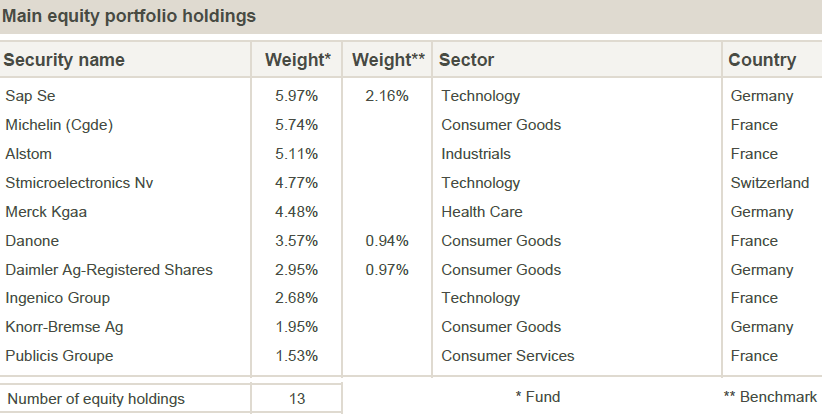 Main equity portfolio holdings
Security name Weight* Weight** Sector Country
Sap Se 5.97% 2.16% Technology Germany
Michelin (Cgde) 5.74% Consumer Goods France
Alstom 5.11% Industrials France
Stmicroelectronics Nv 4.77% Technology Switzerland
Merck Kgaa 4.48% Health Care Germany
Danone 3.57% 0.94% Consumer Goods France
Daimler Ag-Registered Shares 2.95% 0.97% Consumer Goods Germany
Ingenico Group 2.68% Technology France
Knorr-Bremse Ag 1.95% Consumer Goods Germany
Publicis Groupe 1.53% Consumer Services France
Number of equity holdings 13 * Fund ** Benchmark